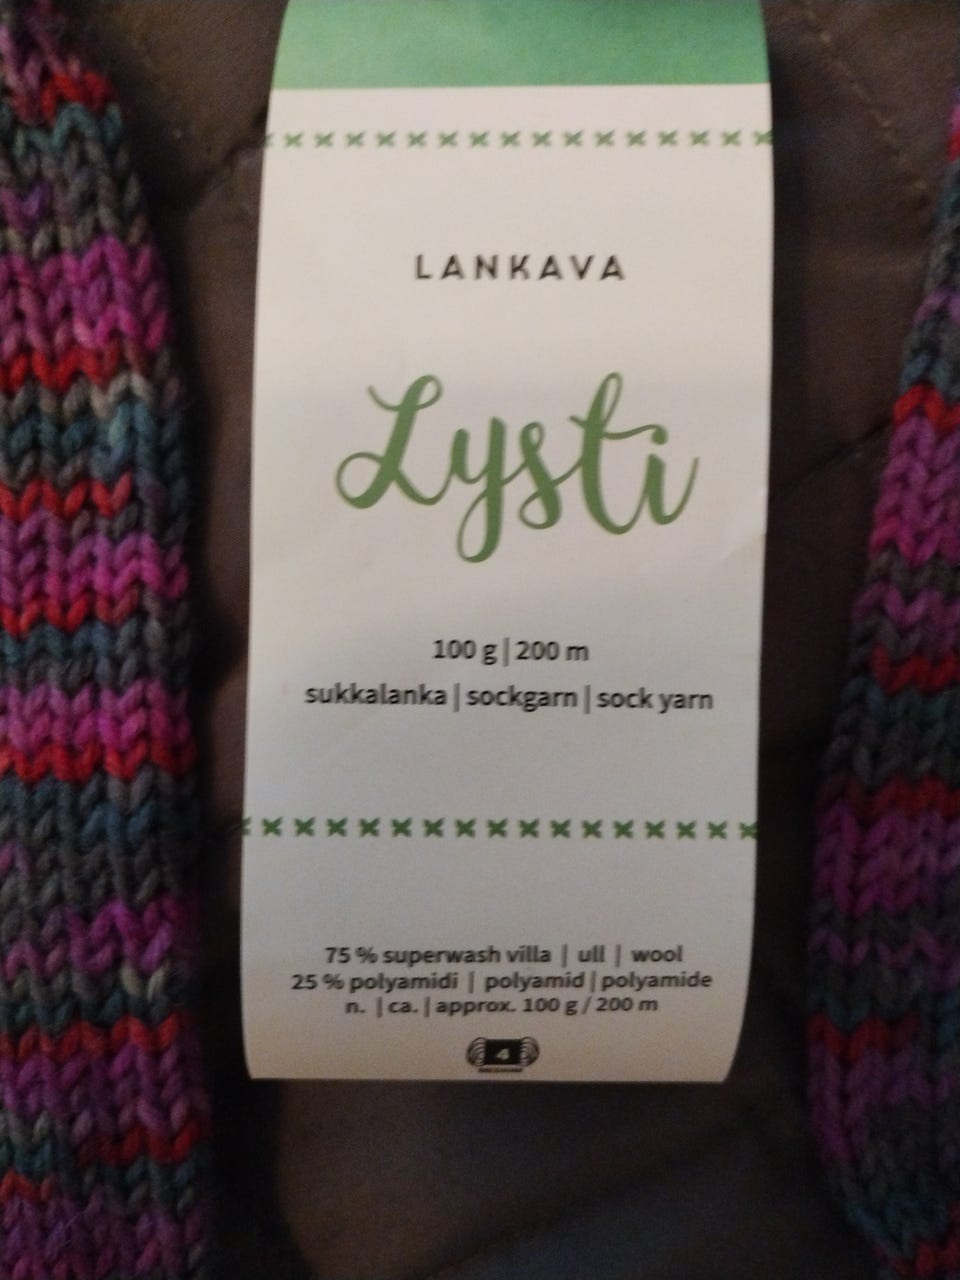 LANKAVA
Lysti
100 g | 200 m
sukkalanka | sockgarn | sock yarn
75 % superwash villa | ull | wool
25 % polyamidi | polyamid | polyamide
n. | ca. | approx. 100 g / 200 m
4
MEDIUM